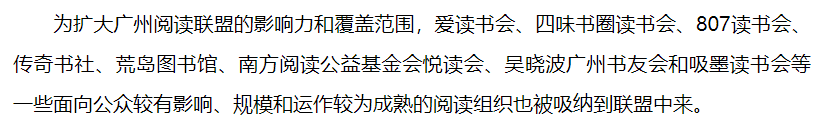 为扩大广州阅读联盟的影响力和覆盖范围，爱读书会、四味书圈读书会、807读书会、
传奇书社、荒岛图书馆、南方阅读公益基金会悦读会、吴晓波广州书友会和吸墨读书会等
一些面向公众较有影响、规模和运作较为成熟的阅读组织也被吸纳到联盟中来。